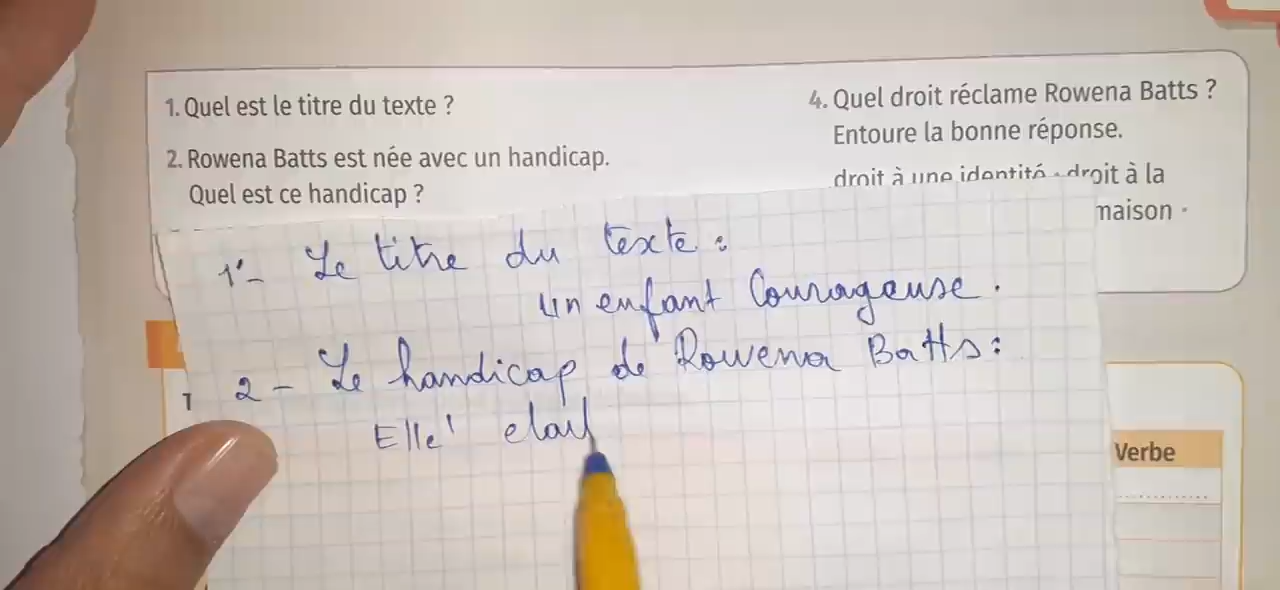 1. Quel est le titre du texte ?
2. Rowena Batts est née avec un handicap.
Quel est ce handicap ?
4. Quel droit réclame Rowena Batts ?
Entoure la bonne réponse.
droit à une identité · droit à la
maison ·
1- Le titre du texte :
un enfant Courageuse.
2 - Le handicap de Rowena Batts :
Elle etait
Verbe